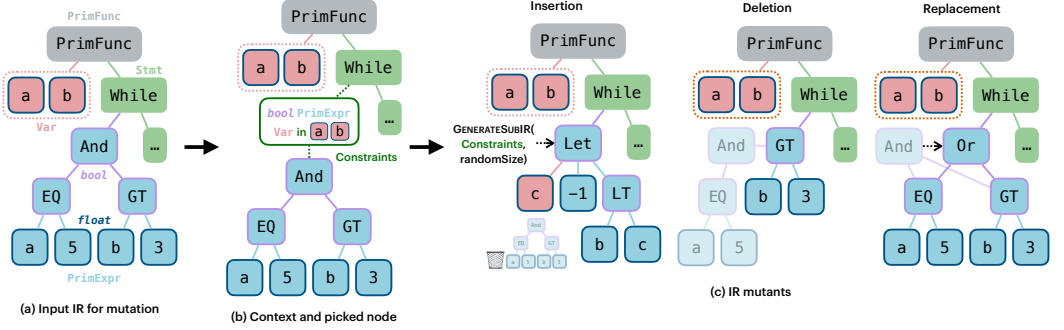 PrimFunc
PrimFunc
a b
Stmt
While
Var
And
...
bool
EQ GT
float
a 5 b 3
PrimExpr
(a) Input IR for mutation
PrimFunc
a b
While
bool PrimExpr
Var in a b
...
Constraints
And
EQ GT
a 5 b 3
(b) Context and picked node
Insertion
PrimFunc
a b
While
GENERATESUBIR(
Constraints,
randomSize)
Let
...
c -1 LT
And
EQ GT
b c
Deletion
PrimFunc
a b
While
And GT
...
EQ b 3
a 5
Replacement
PrimFunc
a b
While
And Or
...
EQ GT
a 5 b 3
(c) IR mutants